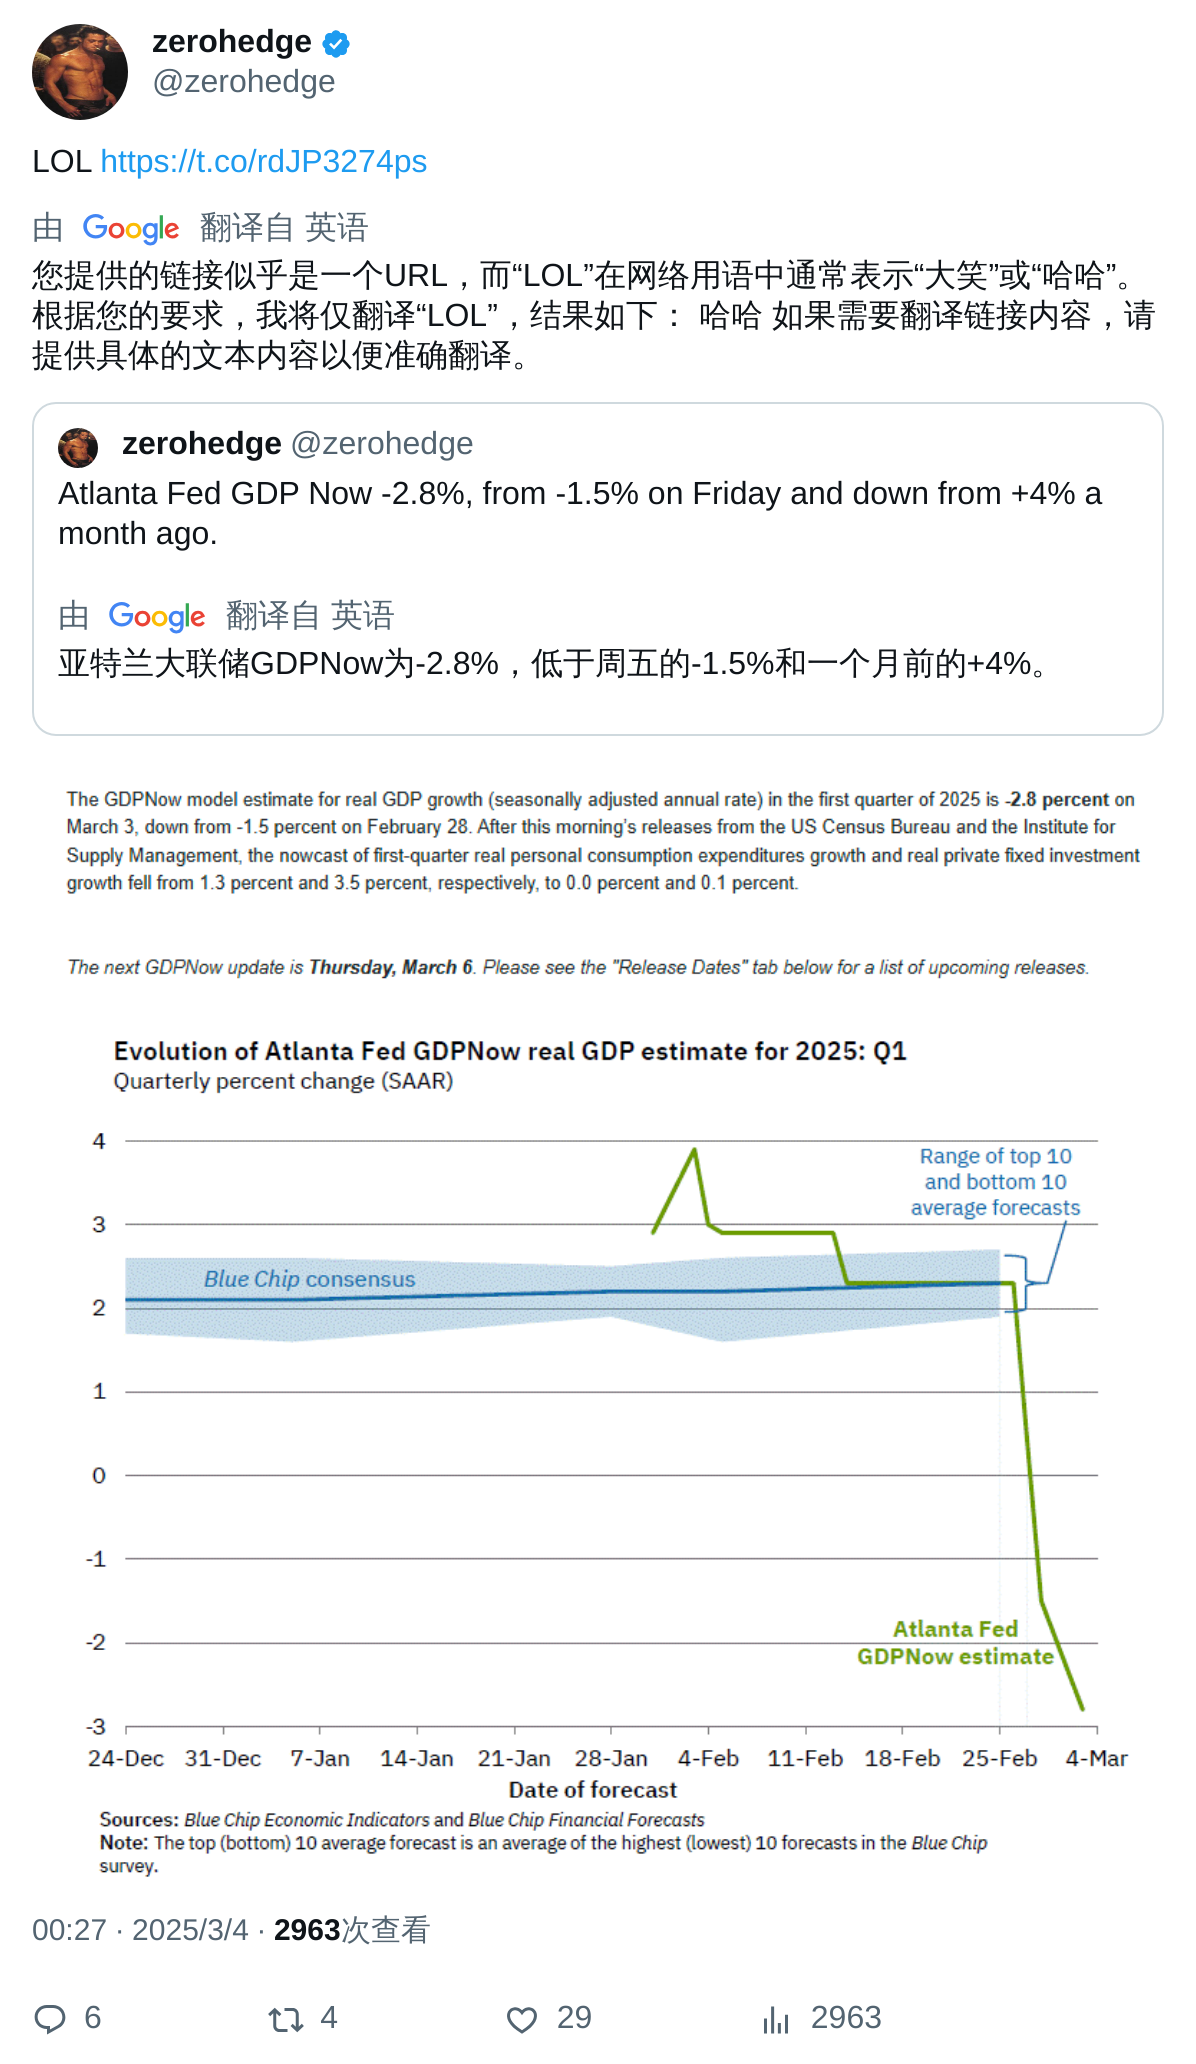 zerohedge
@zerohedge
LOL https://t.co/rdJP3274ps
由 Google 翻译自 英语
您提供的链接似乎是一个URL，而“LOL”在网络用语中通常表示“大笑”或“哈哈”。
根据您的要求，我将仅翻译“LOL”，结果如下： 哈哈 如果需要翻译链接内容，请
提供具体的文本内容以便准确翻译。
zerohedge @zerohedge
Atlanta Fed GDP Now -2.8%, from -1.5% on Friday and down from +4% a
month ago.
由 Google 翻译自 英语
亚特兰大联储GDPNow为-2.8%，低于周五的-1.5%和一个月前的+4%。
The GDPNow model estimate for real GDP growth (seasonally adjusted annual rate) in the first quarter of 2025 is -2.8 percent on
March 3, down from -1.5 percent on February 28. After this morning's releases from the US Census Bureau and the Institute for
Supply Management, the nowcast of first-quarter real personal consumption expenditures growth and real private fixed investment
growth fell from 1.3 percent and 3.5 percent, respectively, to 0.0 percent and 0.1 percent.
The next GDPNow update is Thursday, March 6. Please see the "Release Dates" tab below for a list of upcoming releases.
Evolution of Atlanta Fed GDPNow real GDP estimate for 2025: Q1
Quarterly percent change (SAAR)
4
Range of top 10
and bottom 10
average forecasts
3
Blue Chip consensus
2
1
0
-1
Atlanta Fed
GDPNow estimate
-2
-3
24-Dec 31-Dec 7-Jan 14-Jan 21-Jan 28-Jan 4-Feb 11-Feb 18-Feb 25-Feb 4-Mar
Date of forecast
Sources: Blue Chip Economic Indicators and Blue Chip Financial Forecasts
Note: The top (bottom) 10 average forecast is an average of the highest (lowest) 10 forecasts in the Blue Chip
survey.
00:27 · 2025/3/4 · 2963次查看
6 4 29 2963